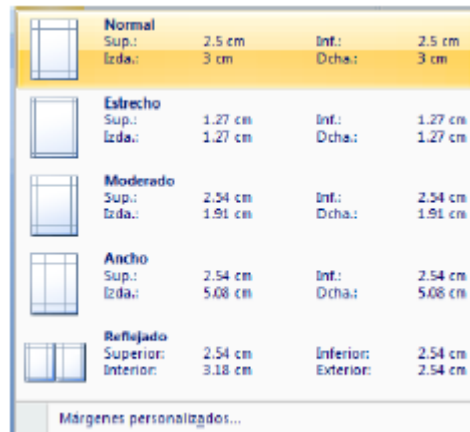 Normal
Sup.: 2.5 cm Inf.: 2.5 cm
Izda.: 3 cm Dcha.: 3 cm
Estrecho
Sup.: 1.27 cm Inf.: 1.27 cm
Izda.: 1.27 cm Dcha.: 1.27 cm
Moderado
Sup.: 2.54 cm Inf.: 2.54 cm
Izda.: 1.91 cm Dcha.: 1.91 cm
Ancho
Sup.: 2.54 cm Inf.: 2.54 cm
Izda.: 5.08 cm Dcha.: 5.08 cm
Reflejado
Superior: 2.54 cm Inferior: 2.54 cm
Interior: 3.18 cm Exterior: 2.54 cm
Márgenes personalizados...